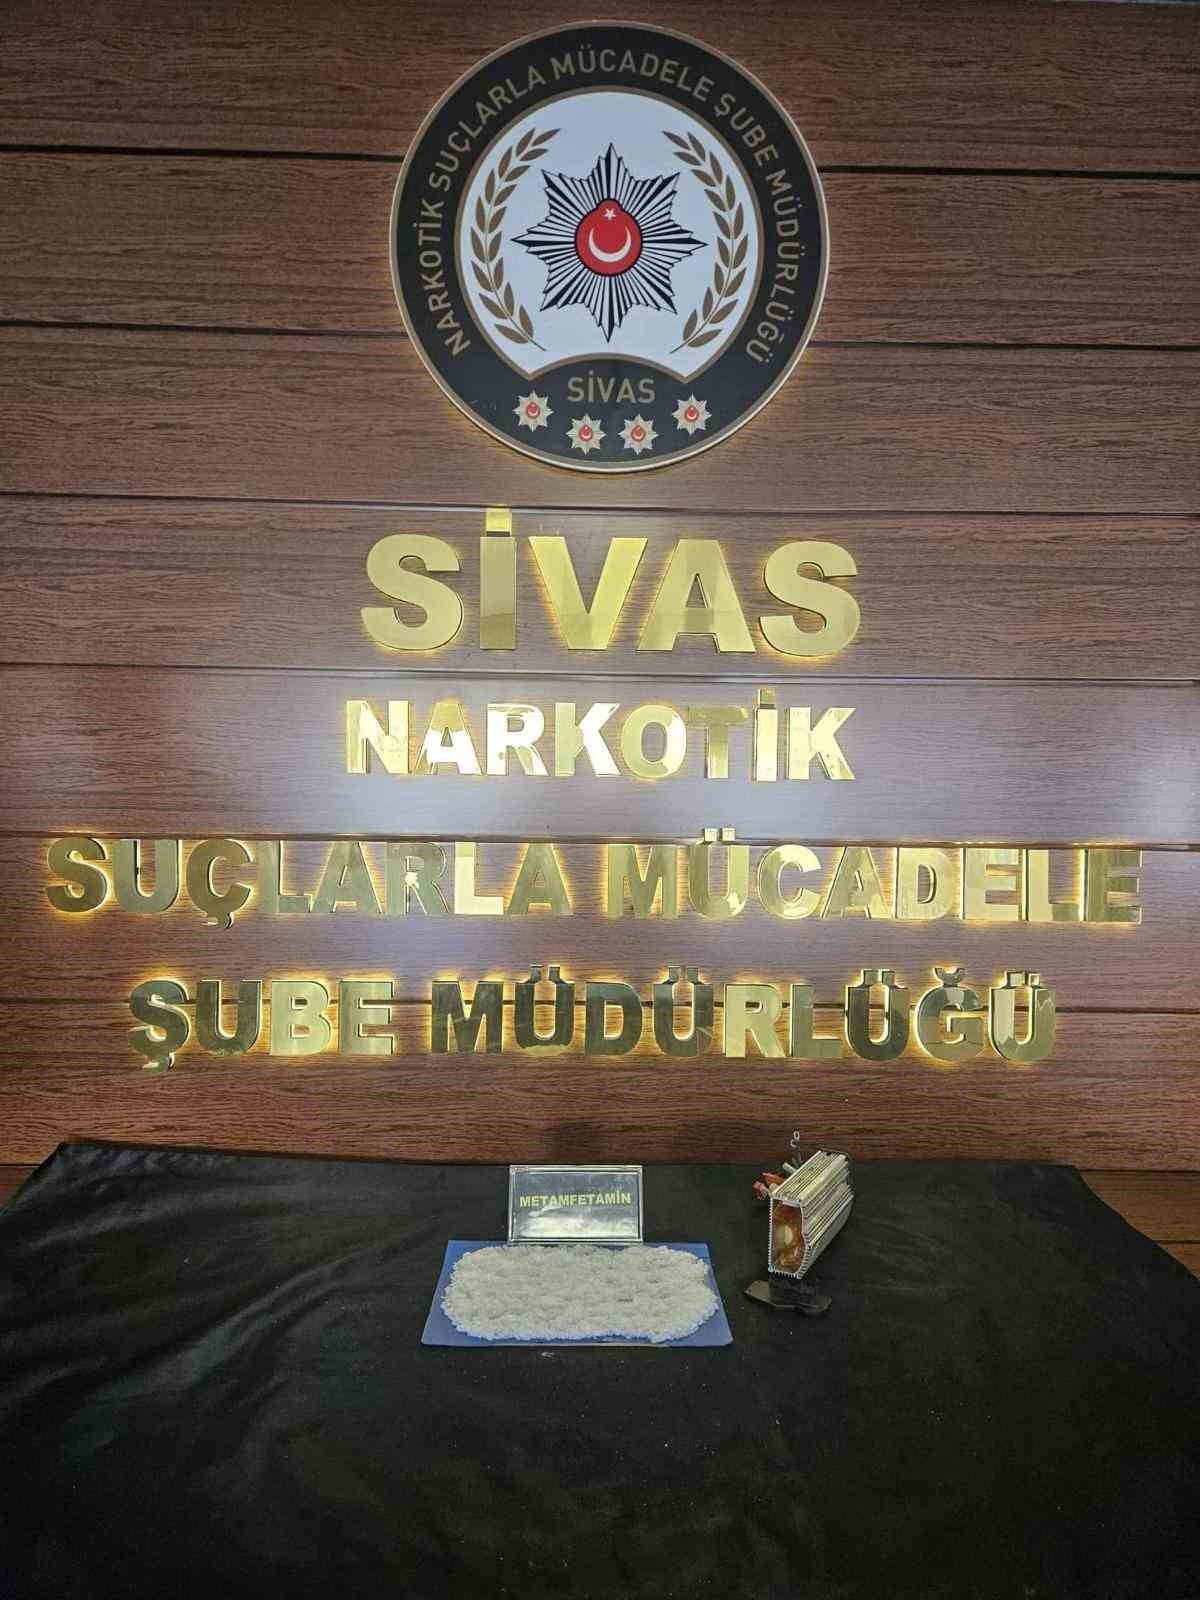 NARKOTİK SUÇLARLA MÜCADELE ŞUBE MÜDÜRLÜĞÜ
SİVAS
SİVAS
NARKOTİK
SUÇLARLA MÜCADELE
ŞUBE MÜDÜRLÜĞÜ
METAMFETAMİN